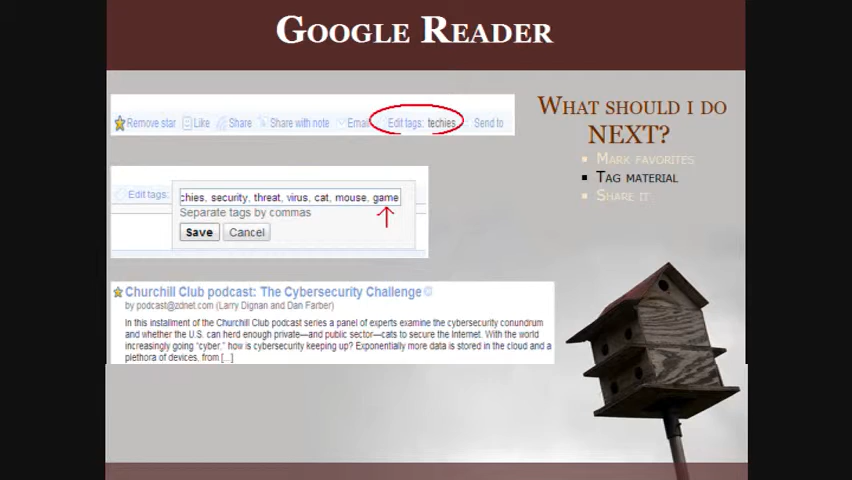 GOOGLE READER
Remove star Like Share Share with note Email Edit tags: techies Send to
WHAT SHOULD I DO
NEXT?
MARK FAVORITES
TAG MATERIAL
SHARE IT
Edit tags:
chies, security, threat, virus, cat, mouse, game
Separate tags by commas
Save Cancel
Churchill Club podcast: The Cybersecurity Challenge
by podcast@zdnet.com (Larry Dignan and Dan Farber)
In this installment of the Churchill Club podcast series a panel of experts examine the cybersecurity conundrum
and whether the U.S. can herd enough private—and public sector—cats to secure the Internet. With the world
increasingly going "cyber," how is cybersecurity keeping up? Exponentially more data is stored in the cloud and a
plethora of devices, from [...]